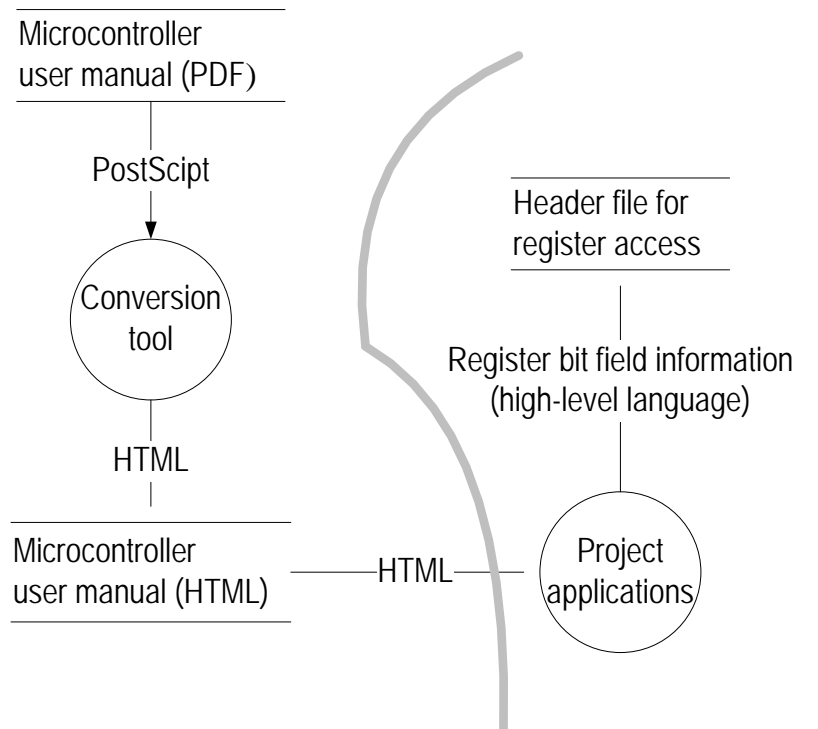 Microcontroller
user manual (PDF)
PostScipt
Conversion
tool
HTML
Microcontroller
user manual (HTML)
HTML
Header file for
register access
Register bit field information
(high-level language)
Project
applications